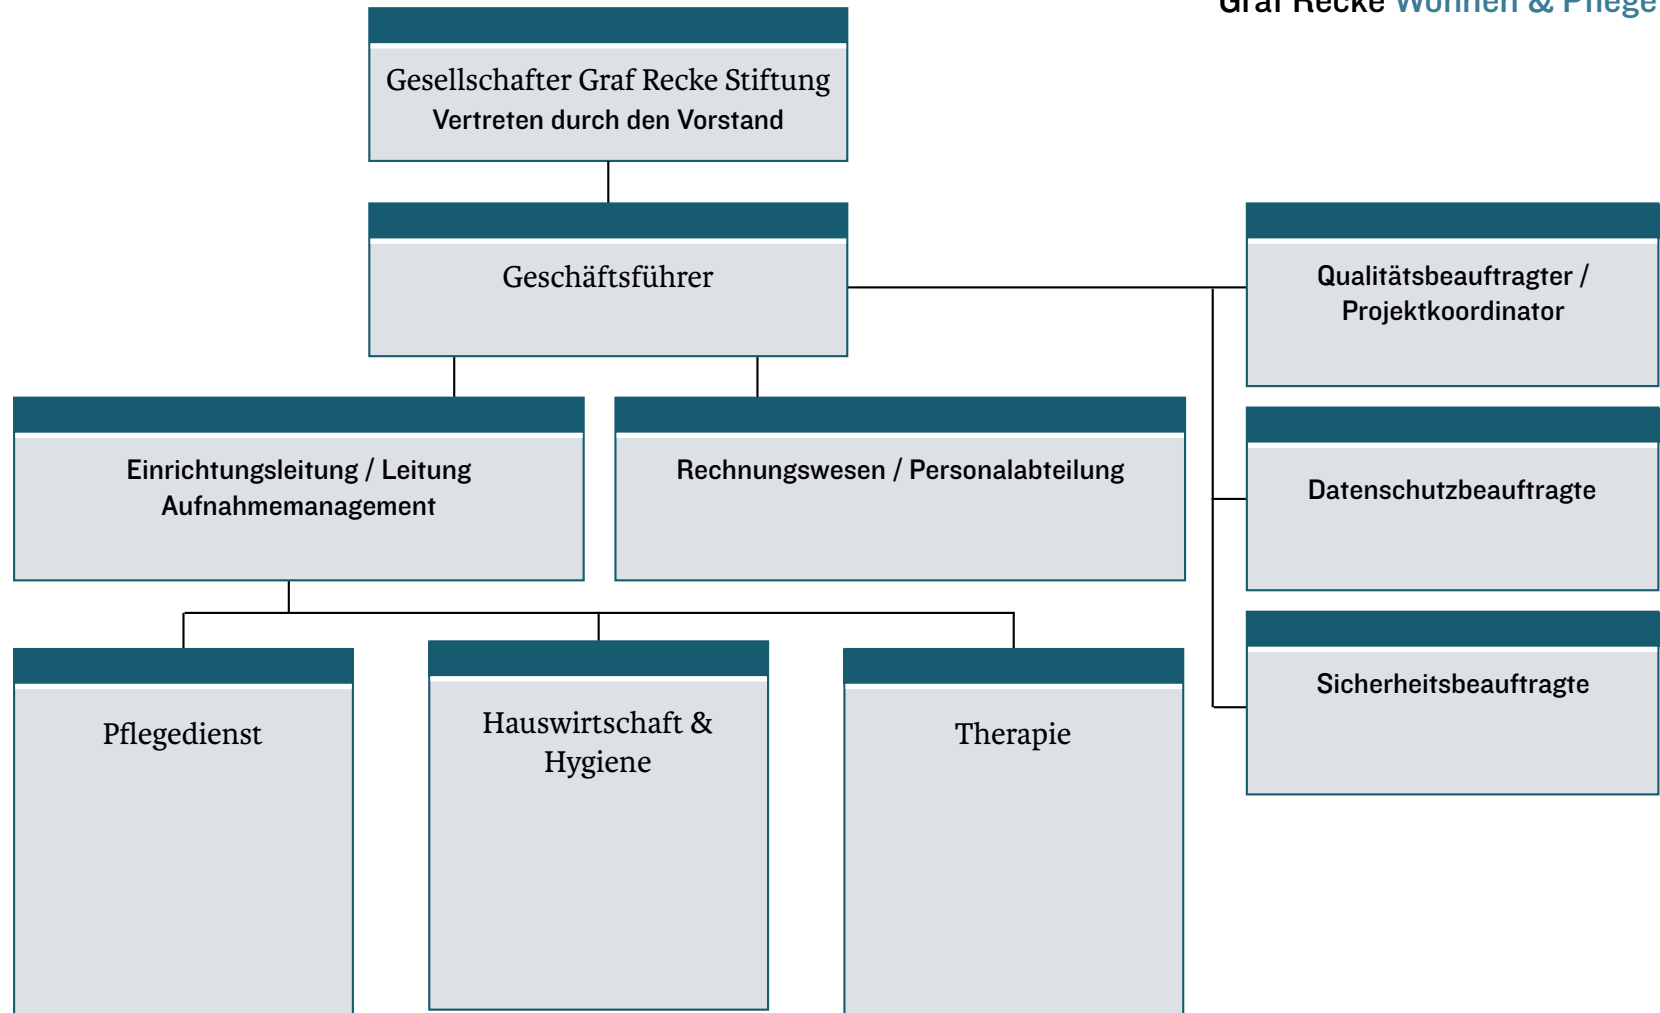 Graf Recke Wohnen & Pflege
Gesellschafter Graf Recke Stiftung
Vertreten durch den Vorstand
Geschäftsführer
Qualitätsbeauftragter /
Projektkoordinator
Einrichtungsleitung / Leitung
Aufnahmemanagement
Rechnungswesen / Personalabteilung
Datenschutzbeauftragte
Sicherheitsbeauftragte
Pflegedienst
Hauswirtschaft &
Hygiene
Therapie